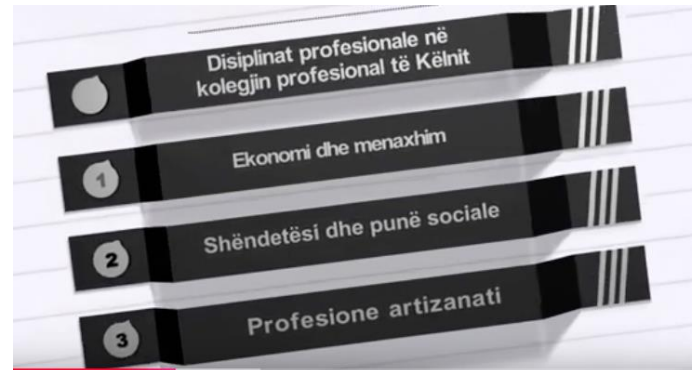 Disiplinat profesionale në
kolegjin profesional të Këlnit
1 Ekonomi dhe menaxhim
2 Shëndetësi dhe punë sociale
3 Profesione artizanati